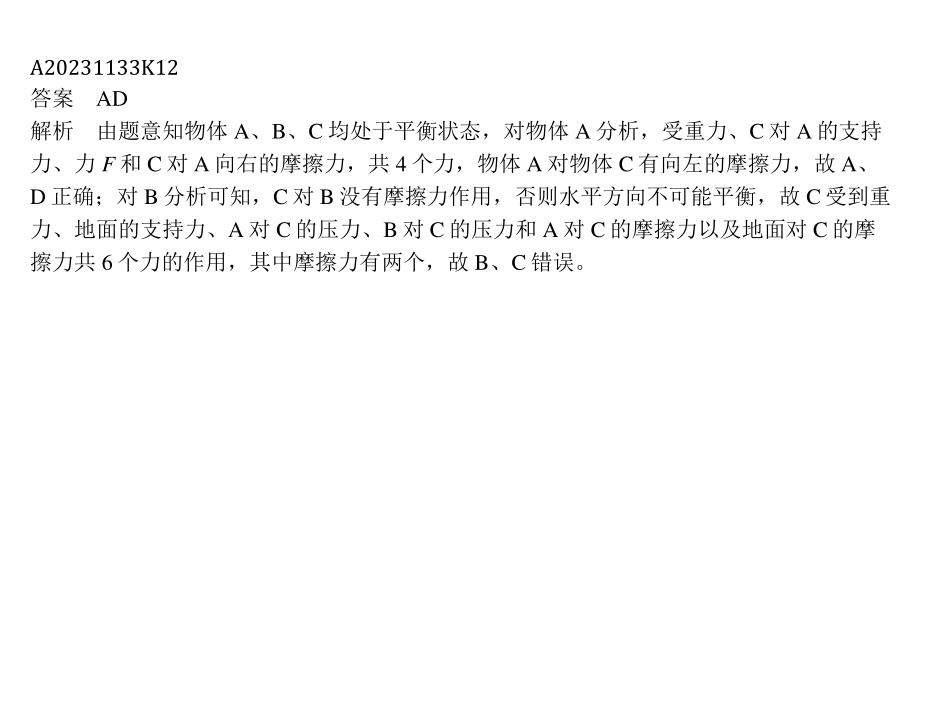 A20231133K12
答案　AD
解析　由题意知物体 A、B、C 均处于平衡状态，对物体 A 分析，受重力、C 对 A 的支持
力、力 F 和 C 对 A 向右的摩擦力，共 4 个力，物体 A 对物体 C 有向左的摩擦力，故 A、
D 正确；对 B 分析可知，C 对 B 没有摩擦力作用，否则水平方向不可能平衡，故 C 受到重
力、地面的支持力、A 对 C 的压力、B 对 C 的压力和 A 对 C 的摩擦力以及地面对 C 的摩
擦力共 6 个力的作用，其中摩擦力有两个，故 B、C 错误。